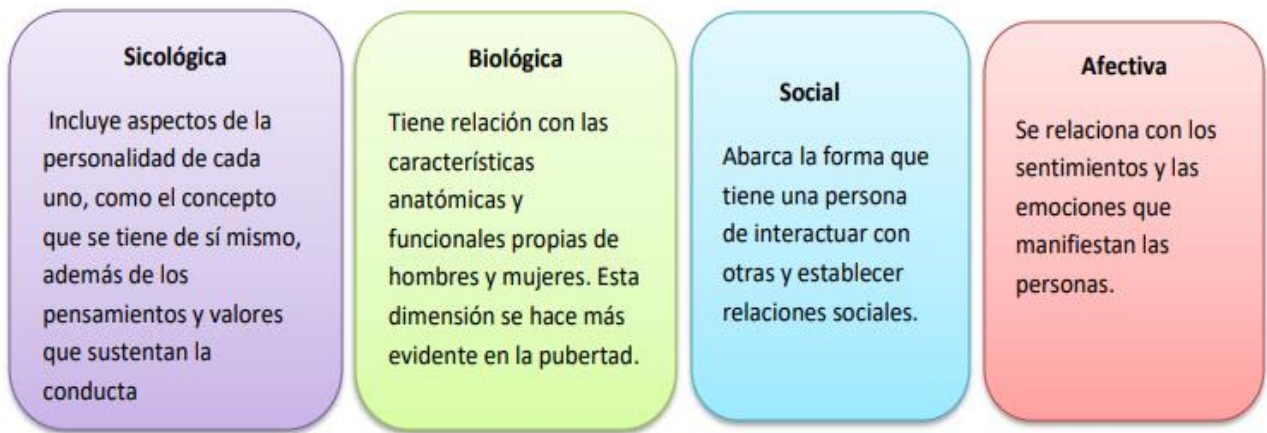 Sicológica
Incluye aspectos de la
personalidad de cada
uno, como el concepto
que se tiene de sí mismo,
además de los
pensamientos y valores
que sustentan la
conducta
Biológica
Tiene relación con las
características
anatómicas y
funcionales propias de
hombres y mujeres. Esta
dimensión se hace más
evidente en la pubertad.
Social
Abarca la forma que
tiene una persona
de interactuar con
otras y establecer
relaciones sociales.
Afectiva
Se relaciona con los
sentimientos y las
emociones que
manifiestan las
personas.